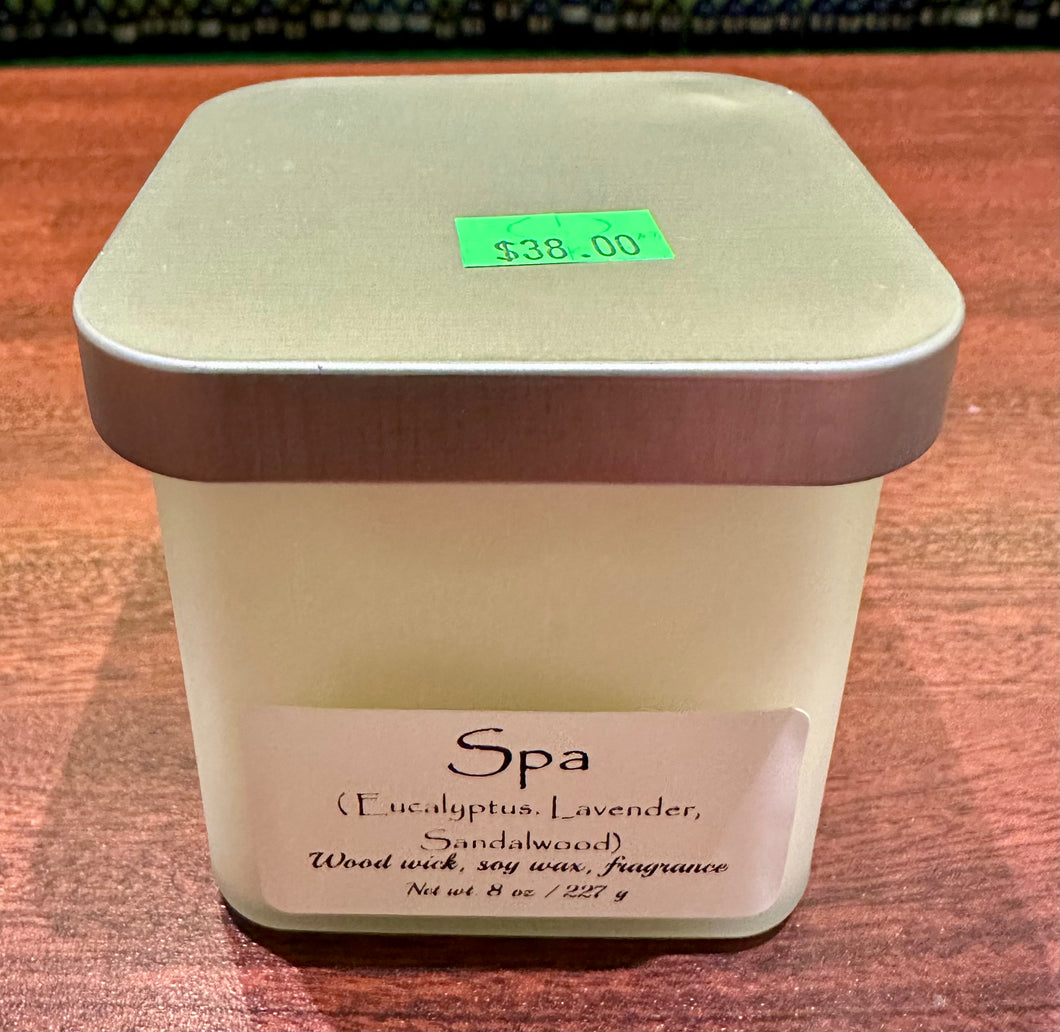 $38.00
Spa
(Eucalyptus, Lavender,
Sandalwood)
Wood wick, soy wax, fragrance
Net wt. 8 oz / 227 g